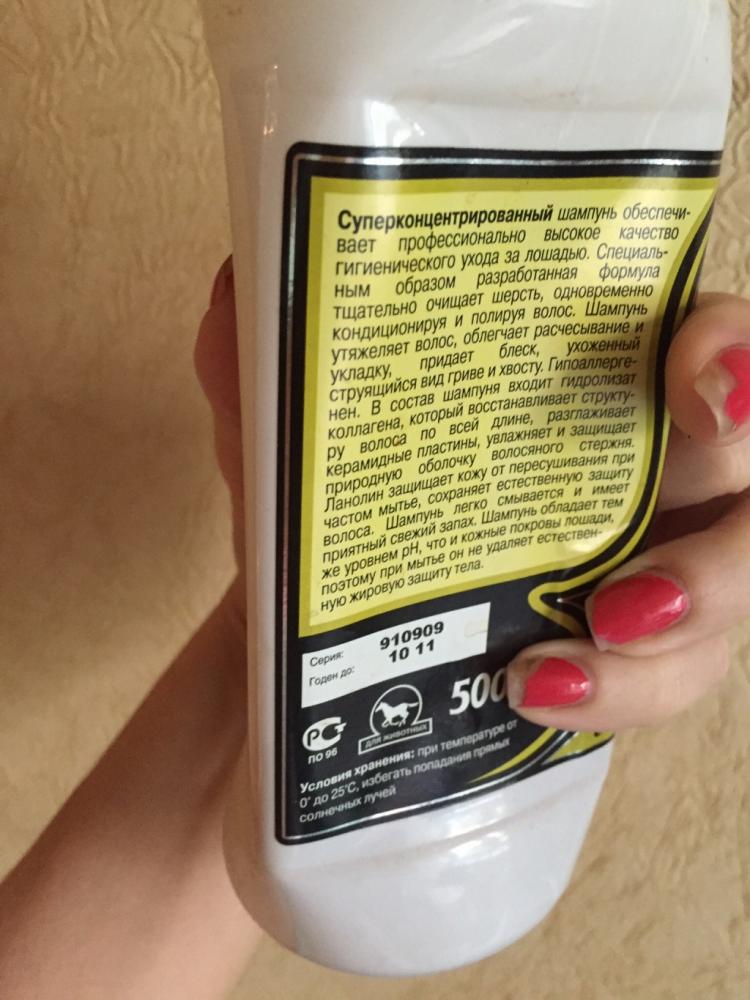 Суперконцентрированный шампунь обеспечи-
вает профессионально высокое качество
гигиенического ухода за лошадью. Специаль-
ным образом разработанная формула
тщательно очищает шерсть, одновременно
кондиционируя и полируя волос. Шампунь
утяжеляет волос, облегчает расчесывание и
укладку, придает блеск, ухоженный
струящийся вид гриве и хвосту. Гипоаллерге-
нен. В состав шампуня входит гидролизат
коллагена, который восстанавливает структу-
ру волоса по всей длине, разглаживает
керамидные пластины, увлажняет и защищает
природную оболочку волосяного стержня.
Ланолин защищает кожу от пересушивания при
частом мытье, сохраняет естественную защиту
волоса. Шампунь легко смывается и имеет
приятный свежий запах. Шампунь обладает тем
же уровнем pH, что и кожные покровы лошади,
поэтому при мытье он не удаляет естествен-
ную жировую защиту тела.
Серия: 910909
Годен до: 10 11
500
РСТ
ПО 96
для животных
Условия хранения: при температуре от
0° до 25°С, избегать попадания прямых
солнечных лучей